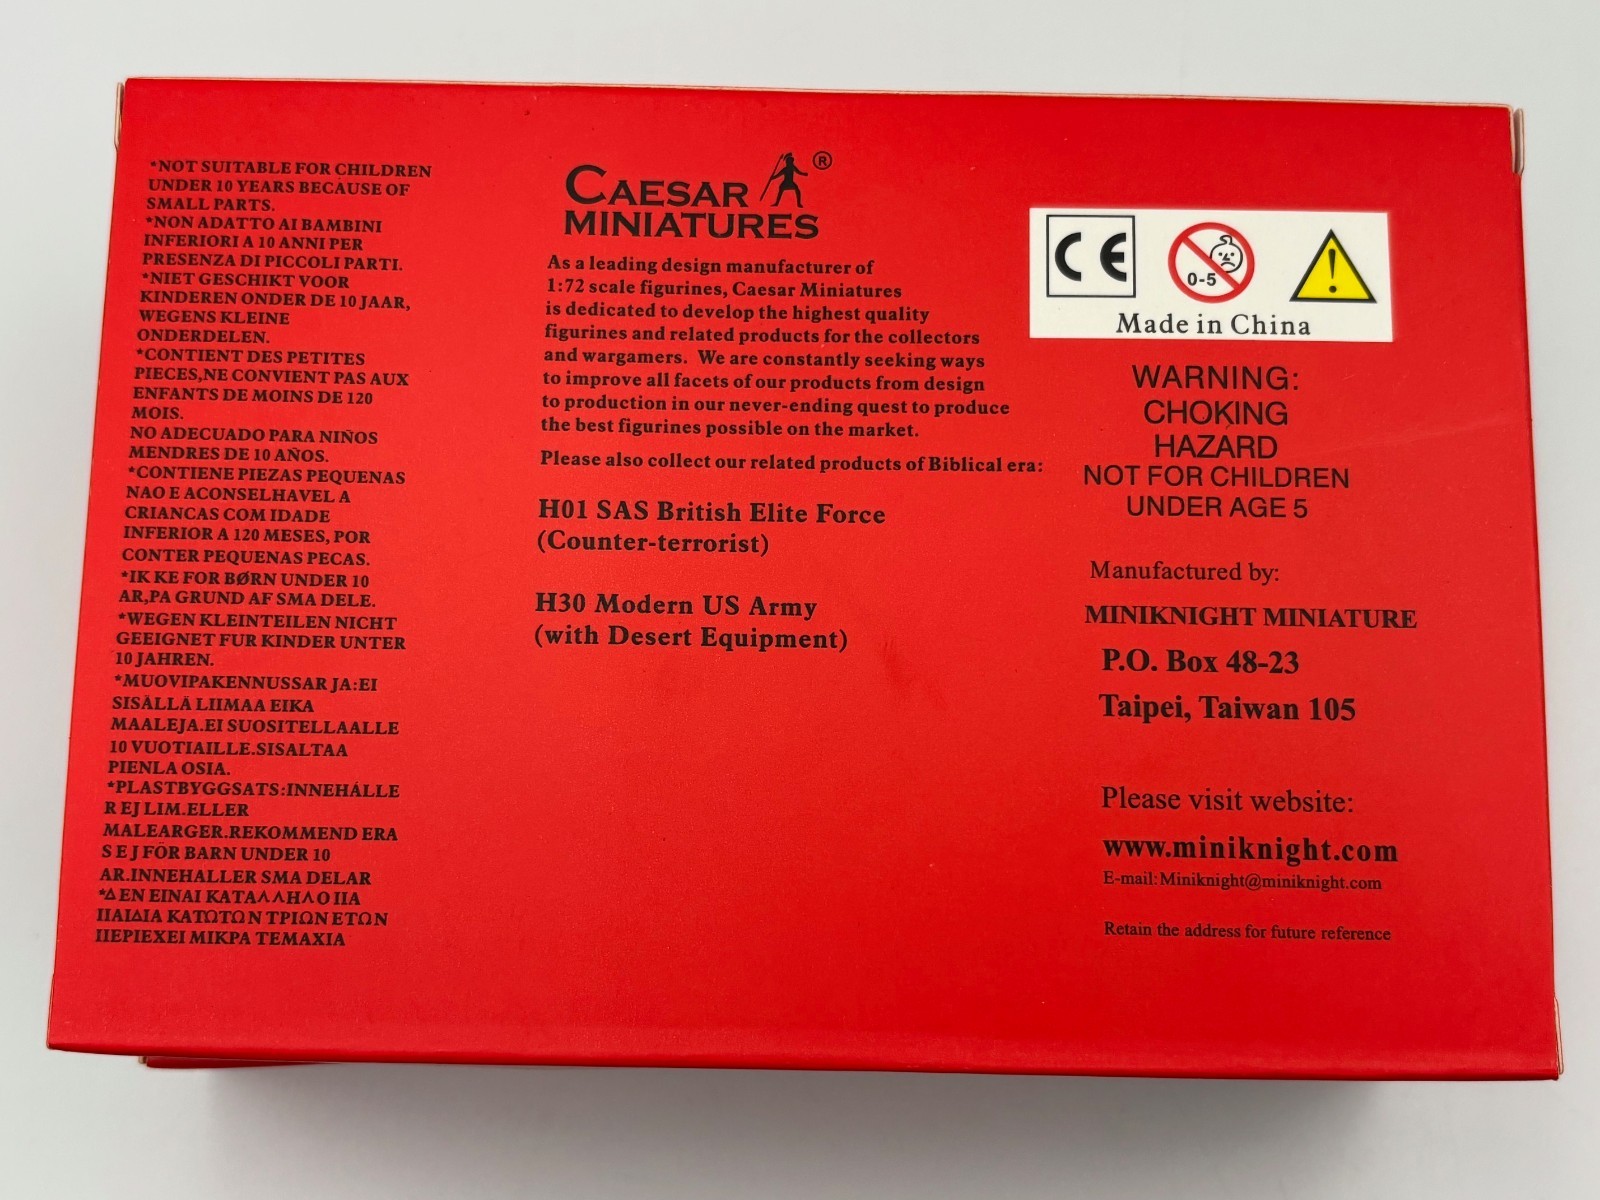 *NOT SUITABLE FOR CHILDREN
UNDER 10 YEARS BECAUSE OF
SMALL PARTS.
*NON ADATTO AI BAMBINI
INFERIORI A 10 ANNI PER
PRESENZA DI PICCOLI PARTI.
*NIET GESCHIKT VOOR
KINDEREN ONDER DE 10 JAAR,
WEGENS KLEINE
ONDERDELEN.
*CONTIENT DES PETITES
PIECES,NE CONVIENT PAS AUX
ENFANTS DE MOINS DE 120
MOIS.
NO ADECUADO PARA NIÑOS
MENDRES DE 10 AÑOS.
*CONTIENE PIEZAS PEQUENAS
NAO E ACONSELHAVEL A
CRIANCAS COM IDADE
INFERIOR A 120 MESES, POR
CONTER PEQUENAS PECAS.
*IK KE FOR BØRN UNDER 10
AR,PA GRUND AF SMA DELE.
*WEGEN KLEINTEILEN NICHT
GEEIGNET FUR KINDER UNTER
10 JAHREN.
*MUOVIPAKENNUSSAR JA:EI
SISÄLLÄ LIIMAA EIKA
MAALEJA.EI SUOSITELLAALLE
10 VUOTIAILLE.SISALTAA
PIENLA OSIA.
*PLASTBYGGSATS:INNEHÁLLE
R EJ LIM.ELLER
MALEARGER.REKOMMEND ERA
S E J FÖR BARN UNDER 10
AR.INNEHALLER SMA DELAR
*Δ EN EINAI KATAΛΛHΛO IIA
IIAIΔIA KATΩTΩ N TPIΩN ETΩN
IIEPIEXEI MIKPA TEMAXIA
CAESAR ®
MINIATURES
As a leading design manufacturer of
1:72 scale figurines, Caesar Miniatures
is dedicated to develop the highest quality
figurines and related products for the collectors
and wargamers. We are constantly seeking ways
to improve all facets of our products from design
to production in our never-ending quest to produce
the best figurines possible on the market.
Please also collect our related products of Biblical era:
H01 SAS British Elite Force
(Counter-terrorist)
H30 Modern US Army
(with Desert Equipment)
CE
0-5
!
Made in China
WARNING:
CHOKING
HAZARD
NOT FOR CHILDREN
UNDER AGE 5
Manufactured by:
MINIKNIGHT MINIATURE
P.O. Box 48-23
Taipei, Taiwan 105
Please visit website:
www.miniknight.com
E-mail:Miniknight@miniknight.com
Retain the address for future reference